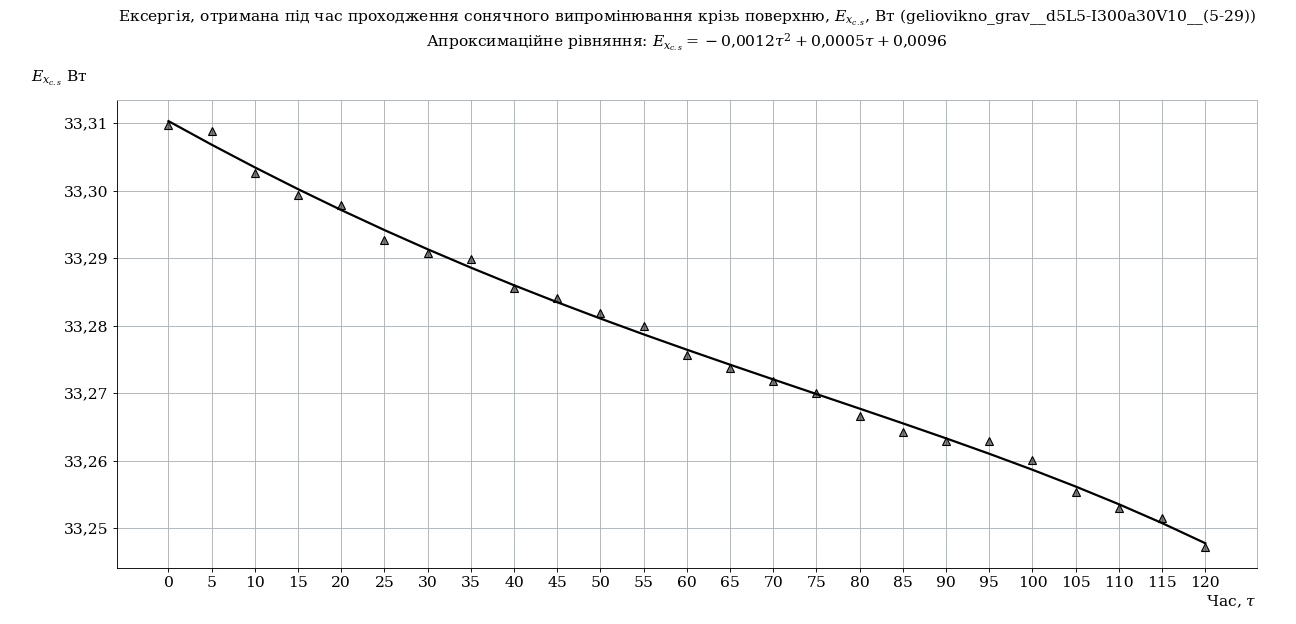 Ексергія, отримана під час проходження сонячного випромінювання крізь поверхню, E_{x_{c.s}}, Вт (geliovikno_grav__d5L5-I300a30V10__(5-29))
Апроксимаційне рівняння: E_{x_{c.s}} = −0,0012τ² + 0,0005τ + 0,0096
E_{x_{c.s}} Вт
33,31
33,30
33,29
33,28
33,27
33,26
33,25
0 5 10 15 20 25 30 35 40 45 50 55 60 65 70 75 80 85 90 95 100 105 110 115 120
Час, τ